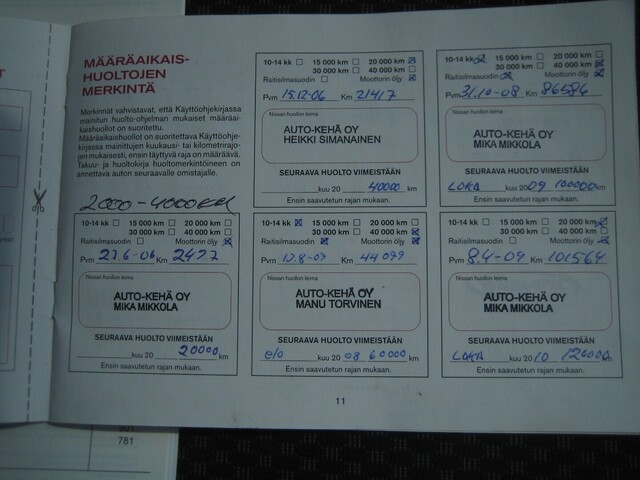 MÄÄRÄAIKAIS-
HUOLTOJEN
MERKINTÄ
Merkinnät vahvistavat, että Käyttöohjekirjassa
mainitun huolto-ohjelman mukaiset määräai-
kaishuollot on suoritettu.
Määräaikaishuollot on suoritettava Käyttöohje-
kirjassa mainittujen kuukausi- tai kilometrirajo-
jen mukaisesti, ensin täyttyvä raja on määräävä.
Takuu- ja huoltokirja huoltomerkintöineen on
annettava auton seuraavalle omistajalle.
2000-4000KM
10-14 kk 15 000 km 20 000 km
30 000 km 40 000 km
Raitisilmasuodin Moottorin öljy
Pvm 27.6-06 Km 2477
Nissan huollon leima
AUTO-KEHÄ OY
MIKA MIKKOLA
SEURAAVA HUOLTO VIIMEISTÄÄN
kuu 20 20000 km
Ensin saavutetun rajan mukaan.
10-14 kk 15 000 km 20 000 km
30 000 km 40 000 km
Raitisilmasuodin Moottorin öljy
Pvm 15.12-06 Km 21417
Nissan huollon leima
AUTO-KEHÄ OY
HEIKKI SIMANAINEN
SEURAAVA HUOLTO VIIMEISTÄÄN
kuu 20 40000 km
Ensin saavutetun rajan mukaan.
10-14 kk 15 000 km 20 000 km
30 000 km 40 000 km
Raitisilmasuodin Moottorin öljy
Pvm Km 44099
Nissan huollon leima
AUTO-KEHÄ OY
MANU TORVINEN
SEURAAVA HUOLTO VIIMEISTÄÄN
elo kuu 20 08 60000 km
Ensin saavutetun rajan mukaan.
10-14 kk 15 000 km 20 000 km
30 000 km 40 000 km
Raitisilmasuodin Moottorin öljy
Pvm 31.10-08 Km 86586
Nissan huollon leima
AUTO-KEHÄ OY
MIKA MIKKOLA
SEURAAVA HUOLTO VIIMEISTÄÄN
LOKA kuu 2009 100000 km
Ensin saavutetun rajan mukaan.
10-14 kk 15 000 km 20 000 km
30 000 km 40 000 km
Raitisilmasuodin Moottorin öljy
Pvm 8.4-09 Km 101564
Nissan huollon leima
AUTO-KEHÄ OY
MIKA MIKKOLA
SEURAAVA HUOLTO VIIMEISTÄÄN
LOKA kuu 2010 120000 km
Ensin saavutetun rajan mukaan.
11
781